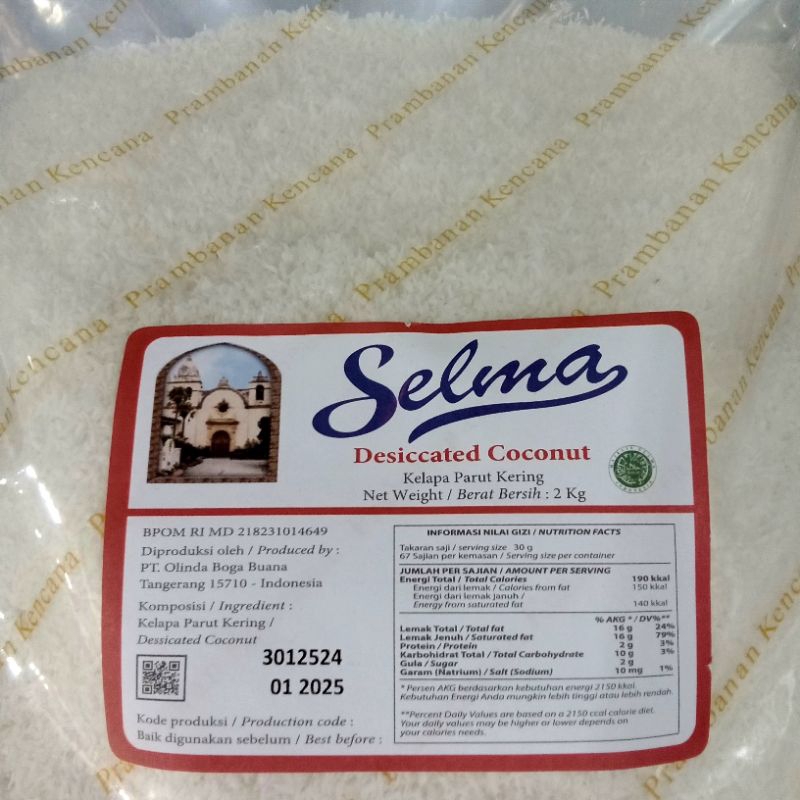 Prambanan Kencana
Prambanan Kencana
Prambanan Kencana
Prambanan Kencana
Prambanan Kencana
Selma
Desiccated Coconut
Kelapa Parut Kering
Net Weight / Berat Bersih : 2 Kg
BPOM RI MD 218231014649
Diproduksi oleh / Produced by :
PT. Olinda Boga Buana
Tangerang 15710 - Indonesia
Komposisi / Ingredient :
Kelapa Parut Kering /
Dessicated Coconut
3012524
01 2025
Kode produksi / Production code :
Baik digunakan sebelum / Best before :
INFORMASI NILAI GIZI / NUTRITION FACTS
Takaran saji / serving size 30 g
67 Sajian per kemasan / Serving size per container
JUMLAH PER SAJIAN / AMOUNT PER SERVING
Energi Total / Total Calories 190 kkal
Energi dari lemak / Calories from fat 150 kkal
Energi dari lemak Januh /
Energy from saturated fat 140 kkal
% AKG * / DV%**
Lemak Total / Total fat 16 g 24%
Lemak Jenuh / Saturated fat 16 g 79%
Protein / Protein 2 g 3%
Karbohidrat Total / Total Carbohydrate 10 g 3%
Gula / Sugar 2 g
Garam (Natrium) / Salt (Sodium) 10 mg 1%
* Persen AKG berdasarkan kebutuhan energi 2150 kkal.
Kebutuhan Energi Anda mungkin lebih tinggi atau lebih rendah.
**Percent Daily Values are based on a 2150 ccal calorie diet.
Your daily values may be higher or lower depends on
your calories needs.